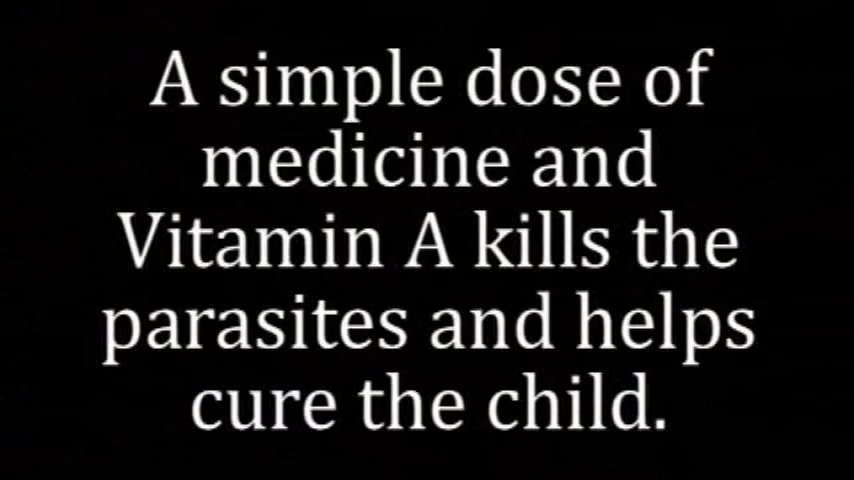 A simple dose of
medicine and
Vitamin A kills the
parasites and helps
cure the child.